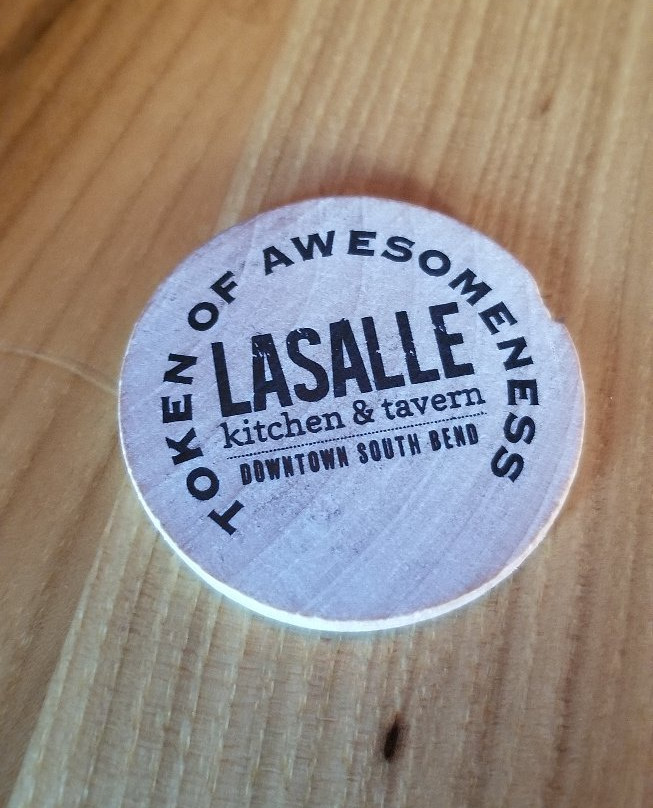 TOKEN OF AWESOMENESS
LASALLE
kitchen & tavern
DOWNTOWN SOUTH BEND